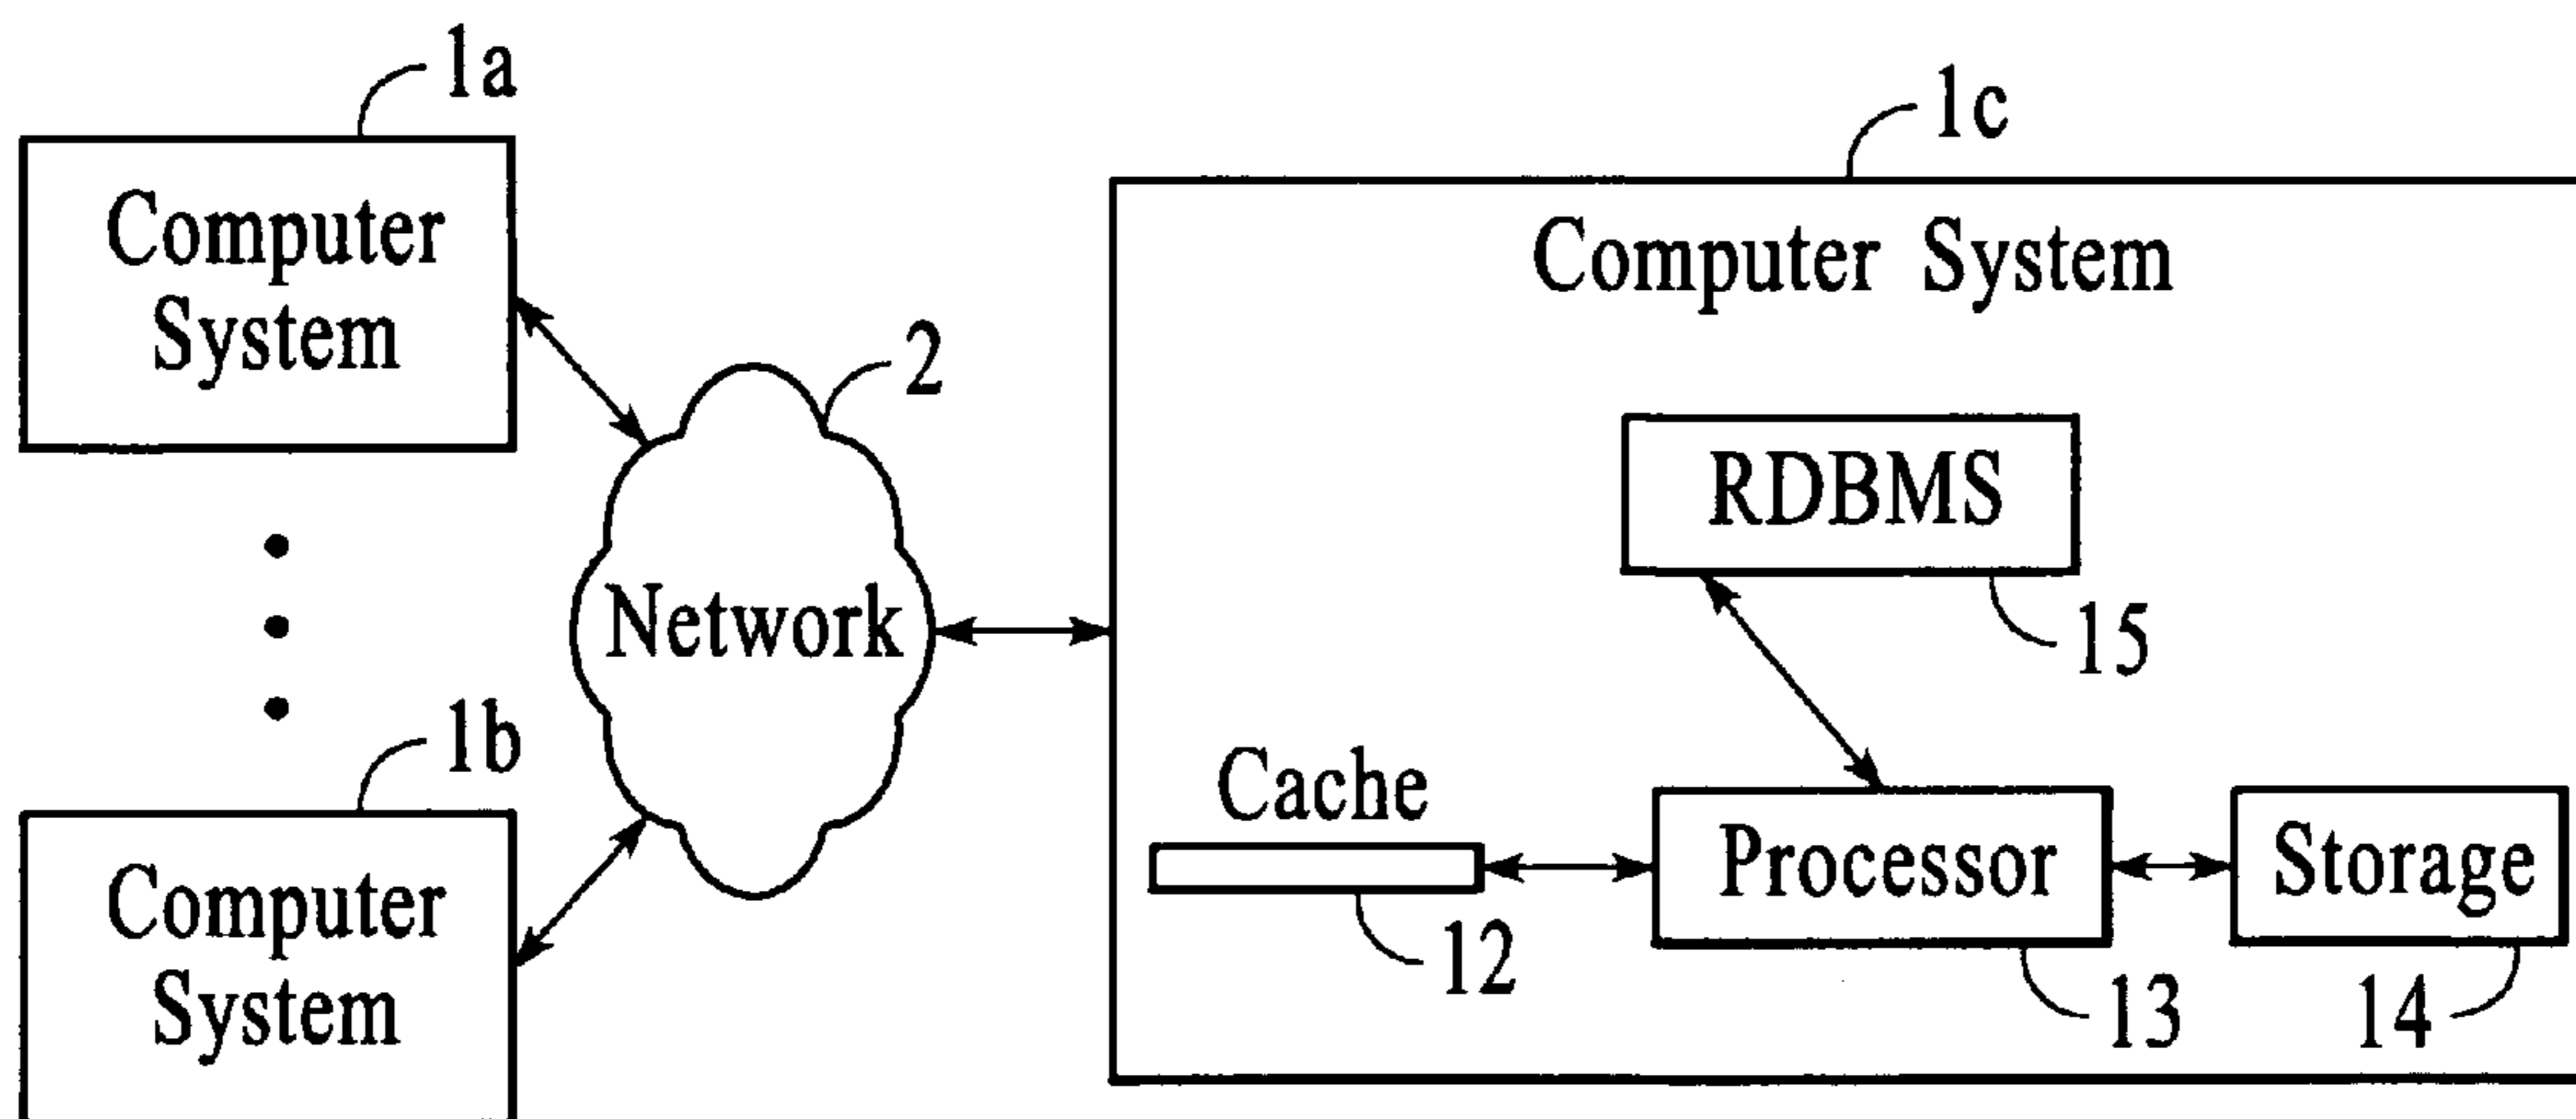 1a
Computer
System
1b
Computer
System
2
Network
1c
Computer System
RDBMS
15
Cache
12
Processor
13
Storage
14